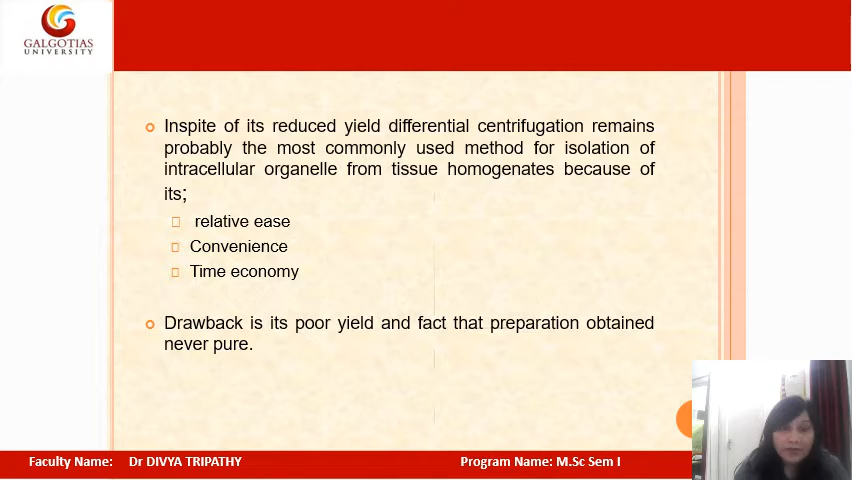 GALGOTIAS
UNIVERSITY
Inspite of its reduced yield differential centrifugation remains
probably the most commonly used method for isolation of
intracellular organelle from tissue homogenates because of
its;
relative ease
Convenience
Time economy
Drawback is its poor yield and fact that preparation obtained
never pure.
Faculty Name: Dr DIVYA TRIPATHY Program Name: M.Sc Sem I